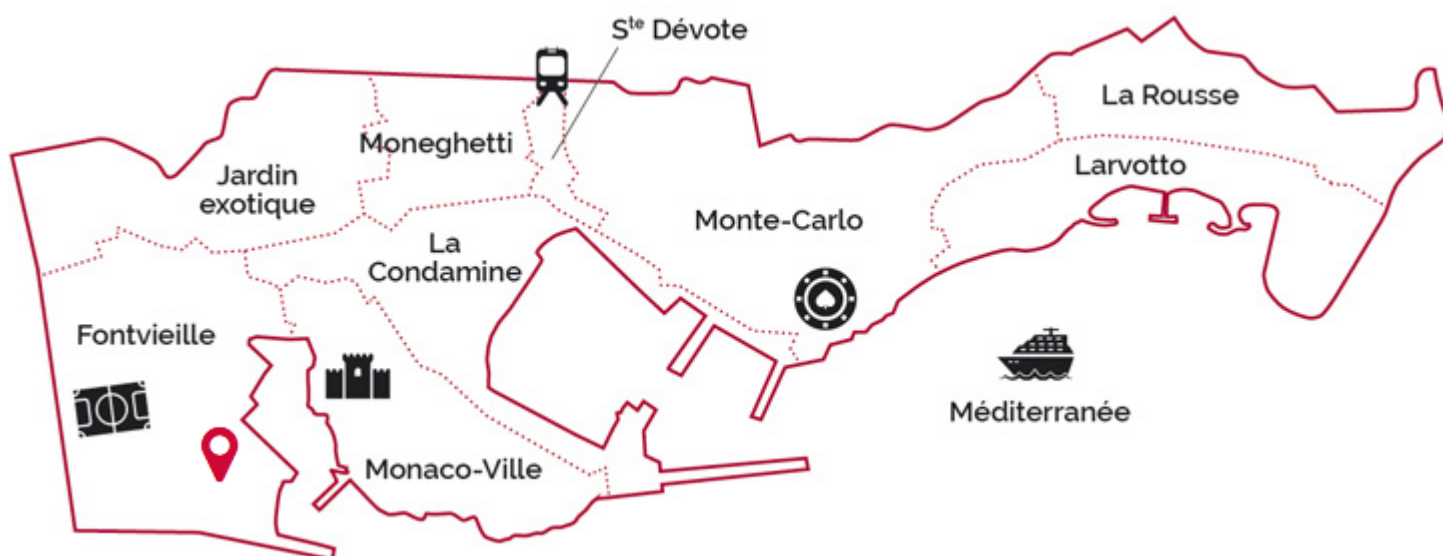 Sᵗᵉ Dévote
La Rousse
Moneghetti
Larvotto
Jardin
exotique
Monte-Carlo
La
Condamine
Fontvieille
Méditerranée
Monaco-Ville